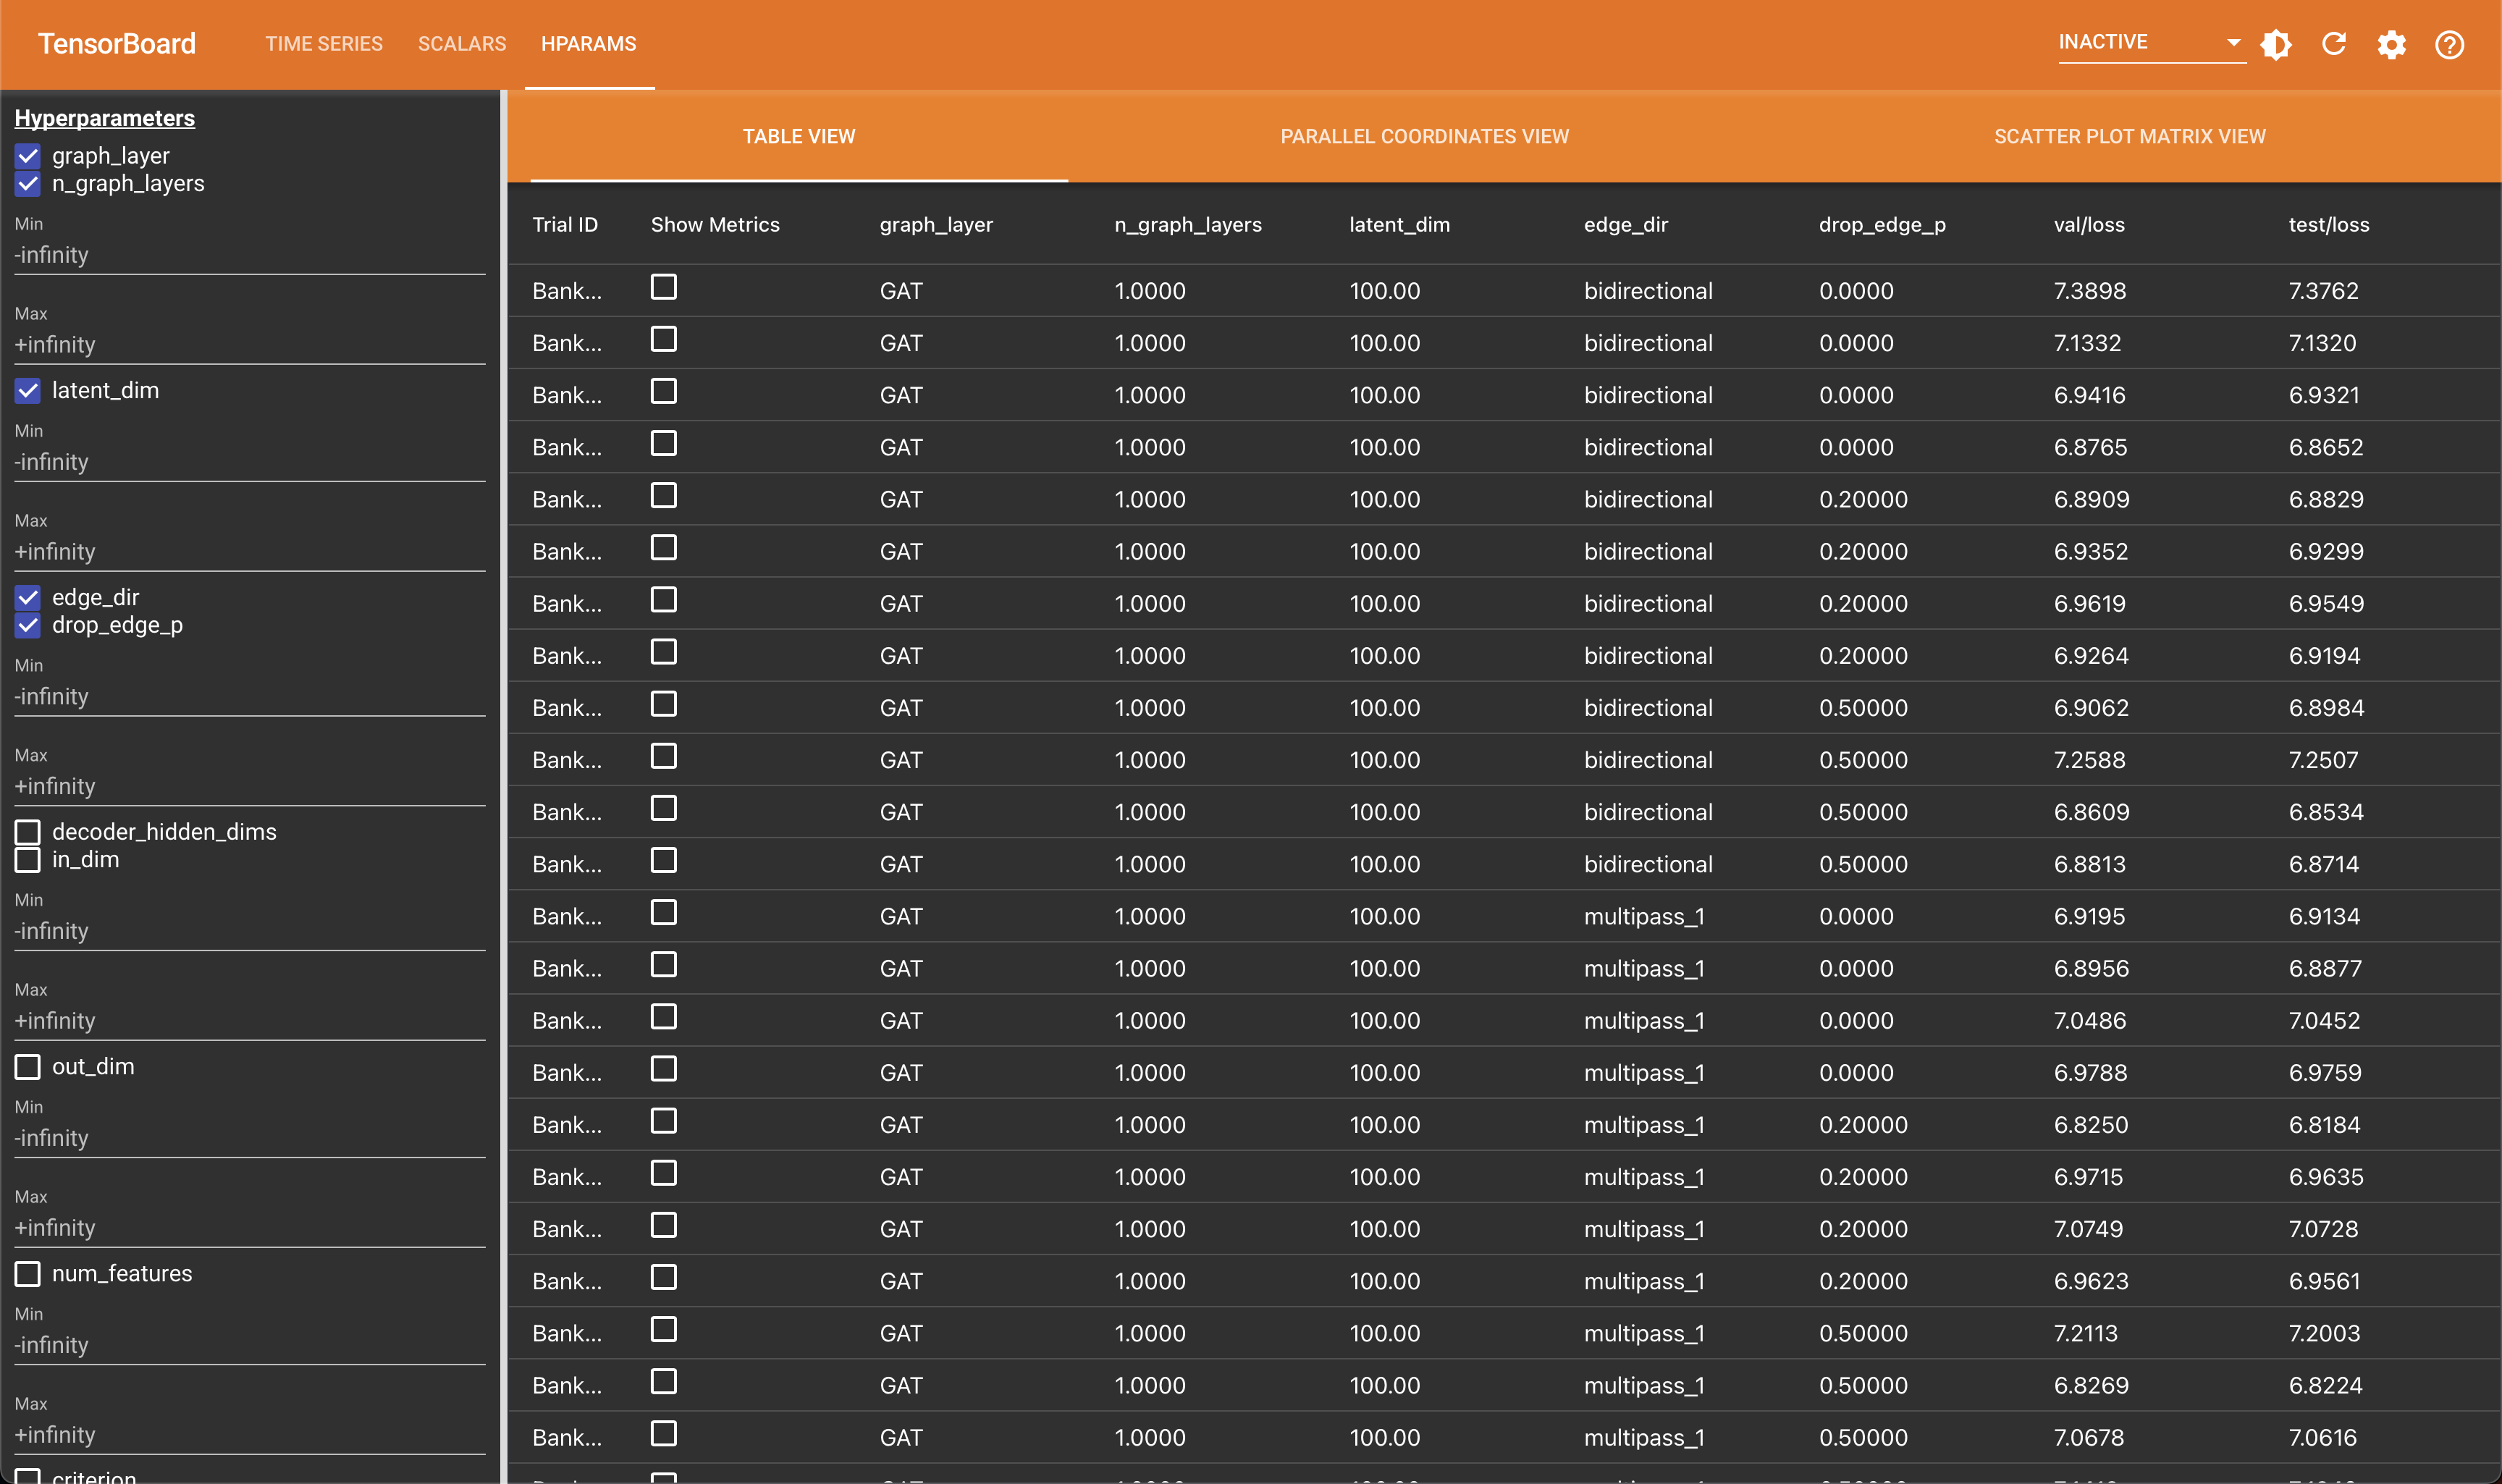 TensorBoard TIME SERIES SCALARS HPARAMS INACTIVE
Hyperparameters
graph_layer
n_graph_layers
Min
-infinity
Max
+infinity
latent_dim
Min
-infinity
Max
+infinity
edge_dir
drop_edge_p
Min
-infinity
Max
+infinity
decoder_hidden_dims
in_dim
Min
-infinity
Max
+infinity
out_dim
Min
-infinity
Max
+infinity
num_features
Min
-infinity
Max
+infinity
criterion
TABLE VIEW PARALLEL COORDINATES VIEW SCATTER PLOT MATRIX VIEW
Trial ID Show Metrics graph_layer n_graph_layers latent_dim edge_dir drop_edge_p val/loss test/loss
Bank... GAT 1.0000 100.00 bidirectional 0.0000 7.3898 7.3762
Bank... GAT 1.0000 100.00 bidirectional 0.0000 7.1332 7.1320
Bank... GAT 1.0000 100.00 bidirectional 0.0000 6.9416 6.9321
Bank... GAT 1.0000 100.00 bidirectional 0.0000 6.8765 6.8652
Bank... GAT 1.0000 100.00 bidirectional 0.20000 6.8909 6.8829
Bank... GAT 1.0000 100.00 bidirectional 0.20000 6.9352 6.9299
Bank... GAT 1.0000 100.00 bidirectional 0.20000 6.9619 6.9549
Bank... GAT 1.0000 100.00 bidirectional 0.20000 6.9264 6.9194
Bank... GAT 1.0000 100.00 bidirectional 0.50000 6.9062 6.8984
Bank... GAT 1.0000 100.00 bidirectional 0.50000 7.2588 7.2507
Bank... GAT 1.0000 100.00 bidirectional 0.50000 6.8609 6.8534
Bank... GAT 1.0000 100.00 bidirectional 0.50000 6.8813 6.8714
Bank... GAT 1.0000 100.00 multipass_1 0.0000 6.9195 6.9134
Bank... GAT 1.0000 100.00 multipass_1 0.0000 6.8956 6.8877
Bank... GAT 1.0000 100.00 multipass_1 0.0000 7.0486 7.0452
Bank... GAT 1.0000 100.00 multipass_1 0.0000 6.9788 6.9759
Bank... GAT 1.0000 100.00 multipass_1 0.20000 6.8250 6.8184
Bank... GAT 1.0000 100.00 multipass_1 0.20000 6.9715 6.9635
Bank... GAT 1.0000 100.00 multipass_1 0.20000 7.0749 7.0728
Bank... GAT 1.0000 100.00 multipass_1 0.20000 6.9623 6.9561
Bank... GAT 1.0000 100.00 multipass_1 0.50000 7.2113 7.2003
Bank... GAT 1.0000 100.00 multipass_1 0.50000 6.8269 6.8224
Bank... GAT 1.0000 100.00 multipass_1 0.50000 7.0678 7.0616